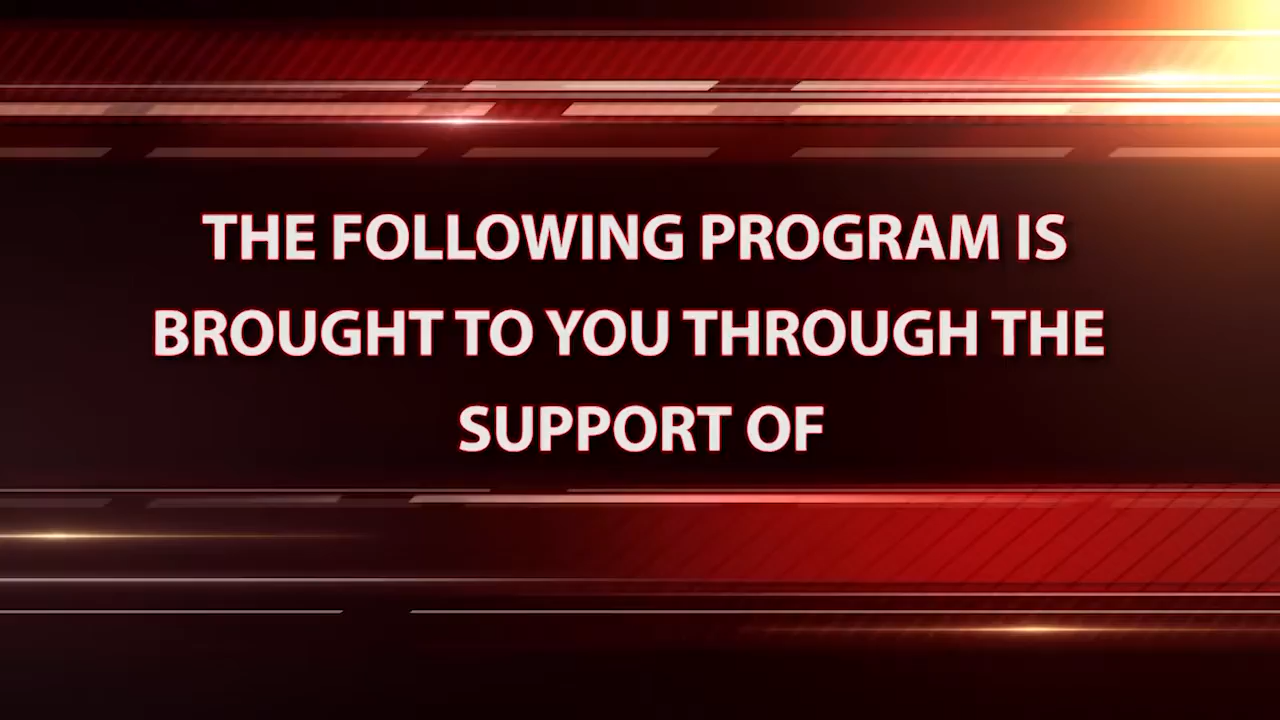 THE FOLLOWING PROGRAM IS
BROUGHT TO YOU THROUGH THE
SUPPORT OF